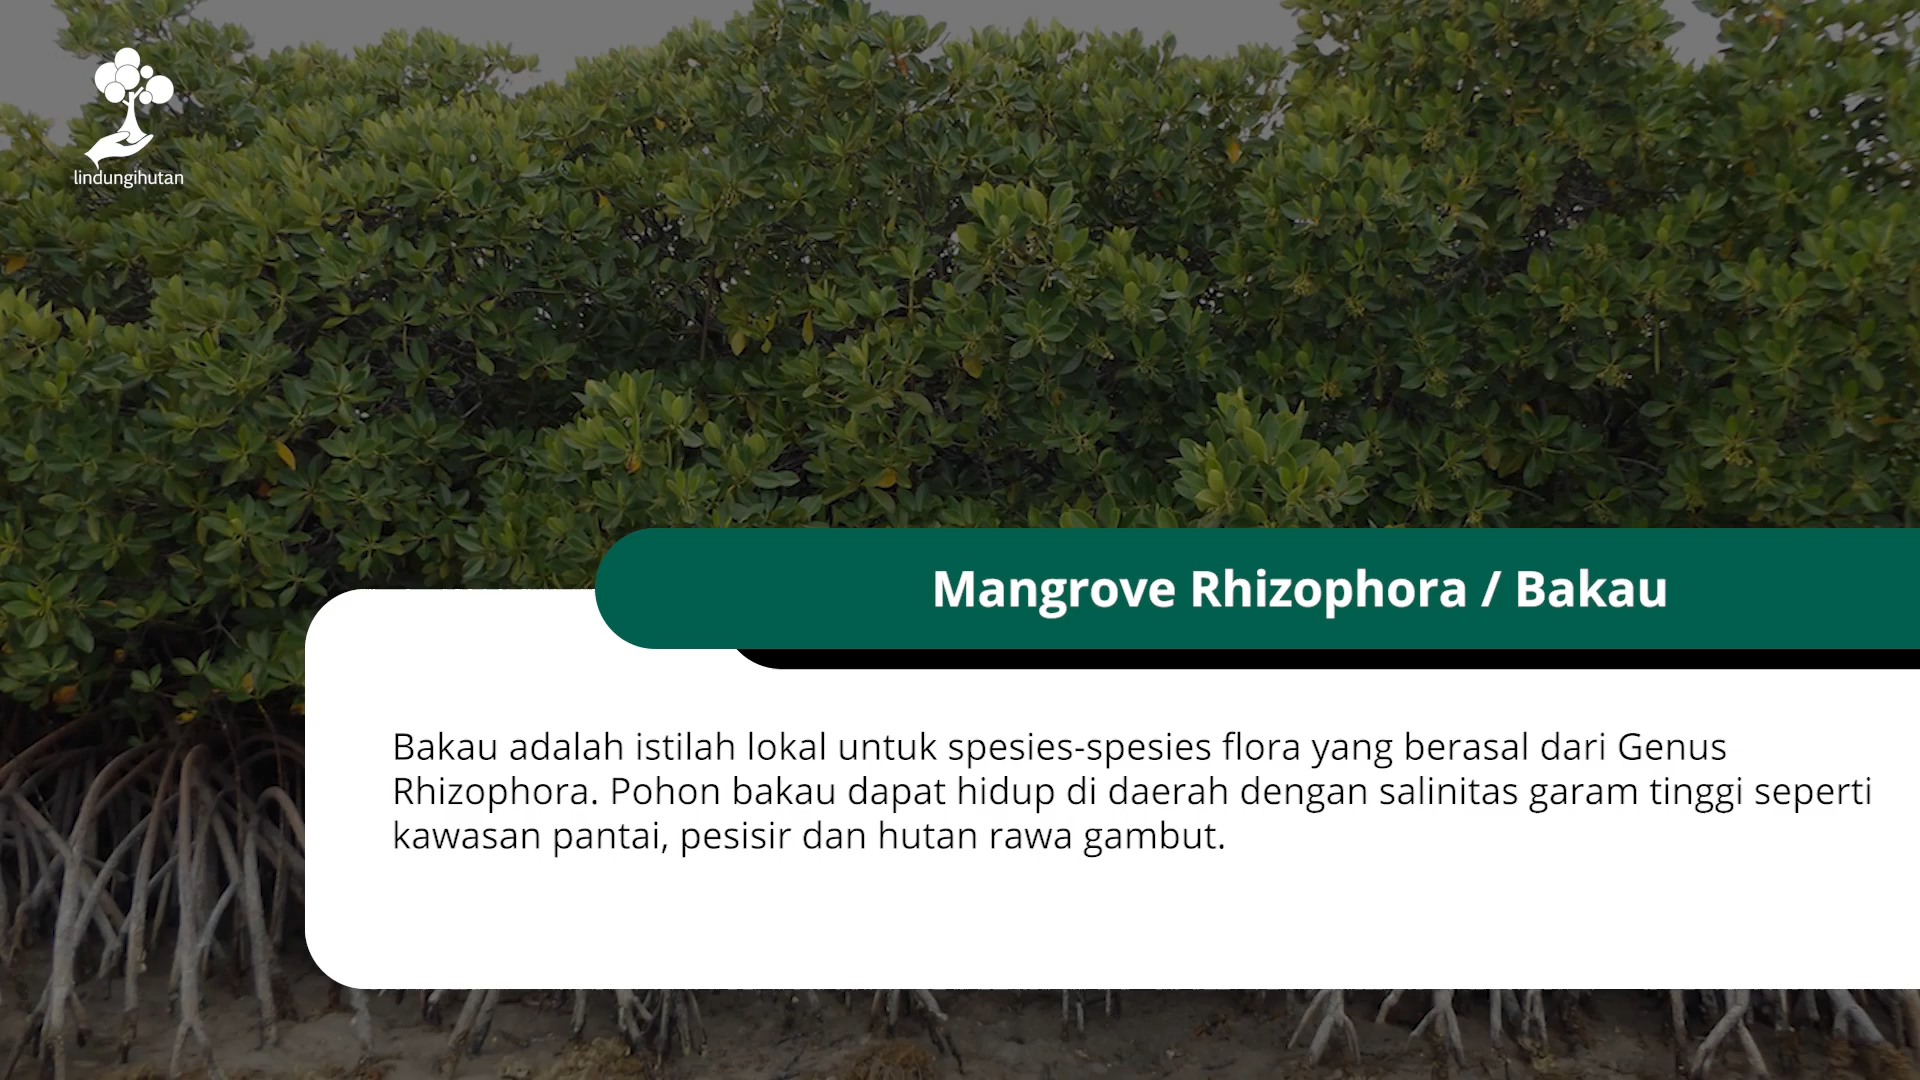 lindungihutan
Mangrove Rhizophora / Bakau
Bakau adalah istilah lokal untuk spesies-spesies flora yang berasal dari Genus
Rhizophora. Pohon bakau dapat hidup di daerah dengan salinitas garam tinggi seperti
kawasan pantai, pesisir dan hutan rawa gambut.